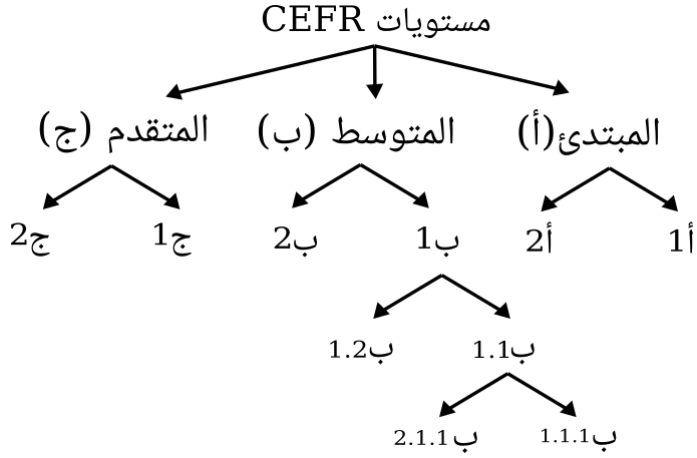 مستويات CEFR
المبتدئ(أ)
المتوسط (ب)
المتقدم (ج)
أ1
أ2
ب1
ب2
ج1
ج2
ب1.1
ب1.2
ب1.1.1
ب2.1.1